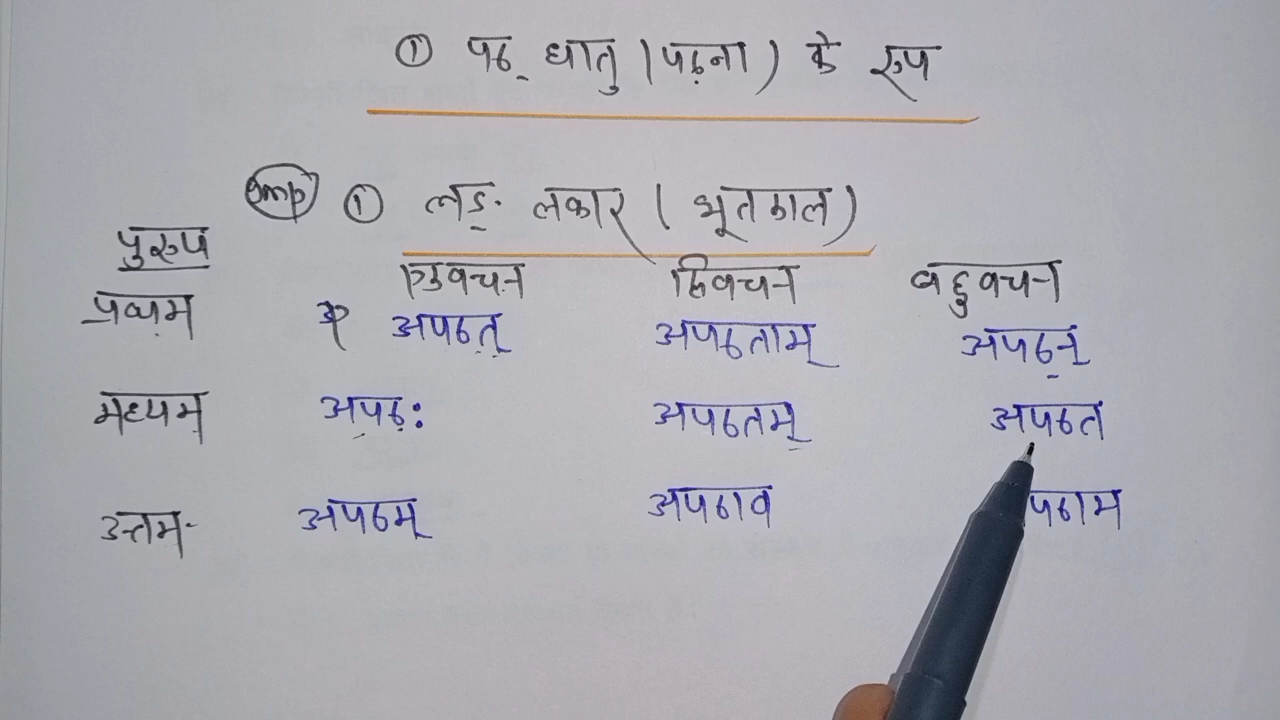 ① पठ् धातु (पढ़ना) के रुप
Imp ① लङ् लकार (भूतकाल)
पुरुष
एकवचन द्विवचन बहुवचन
प्रथम अपठत् अपठताम् अपठन्
मध्यम अपठः अपठतम् अपठत
उत्तम अपठम् अपठाव पठाम